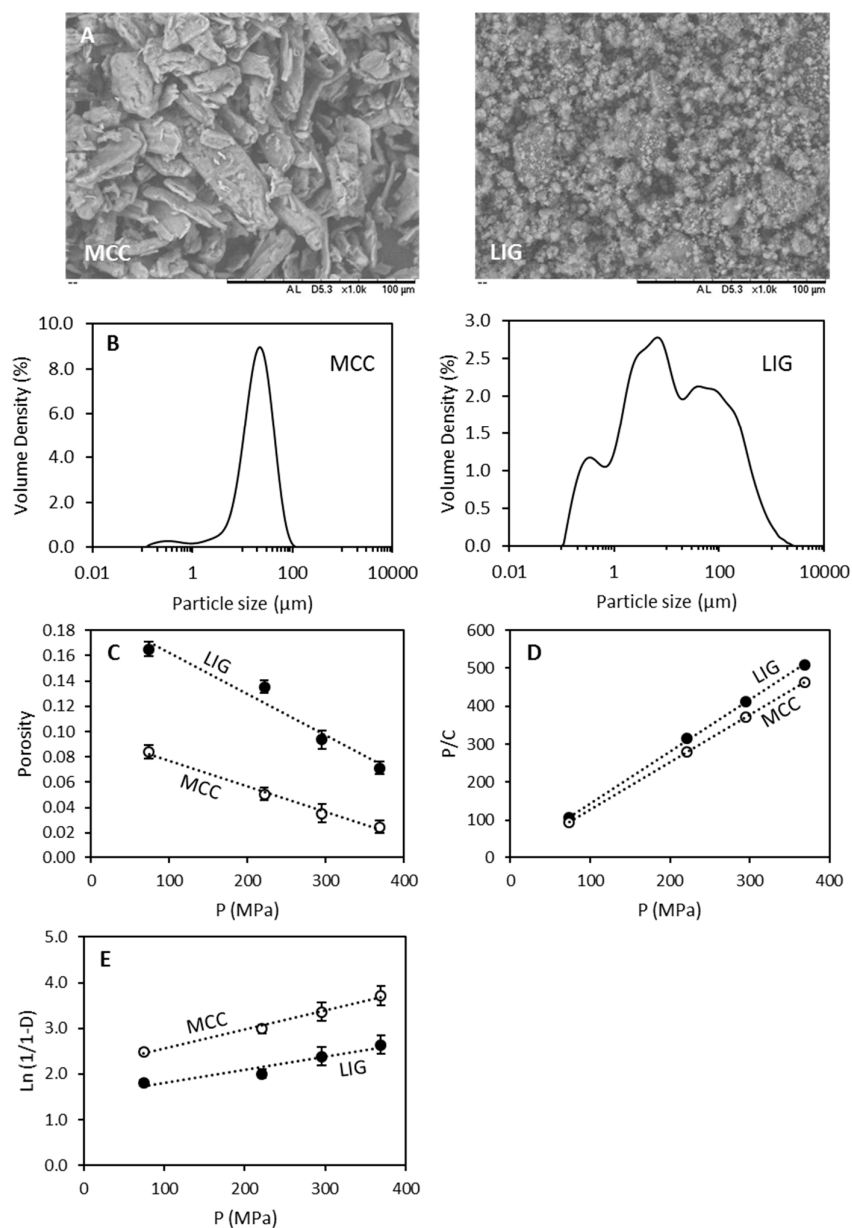 A
MCC
LIG
--
AL D5.3 x1.0k 100 µm
--
AL D5.3 x1.0k 100 µm
B
MCC
Volume Density (%)
10.0
8.0
6.0
4.0
2.0
0.0
0.01 1 100 10000
Particle size (µm)
LIG
Volume Density (%)
3.0
2.5
2.0
1.5
1.0
0.5
0.0
0.01 1 100 10000
Particle size (µm)
C
LIG
MCC
Porosity
0.18
0.16
0.14
0.12
0.10
0.08
0.06
0.04
0.02
0.00
0 100 200 300 400
P (MPa)
D
LIG
MCC
P/C
600
500
400
300
200
100
0
0 100 200 300 400
P (MPa)
E
MCC
LIG
Ln (1/1-D)
5.0
4.0
3.0
2.0
1.0
0.0
0 100 200 300 400
P (MPa)